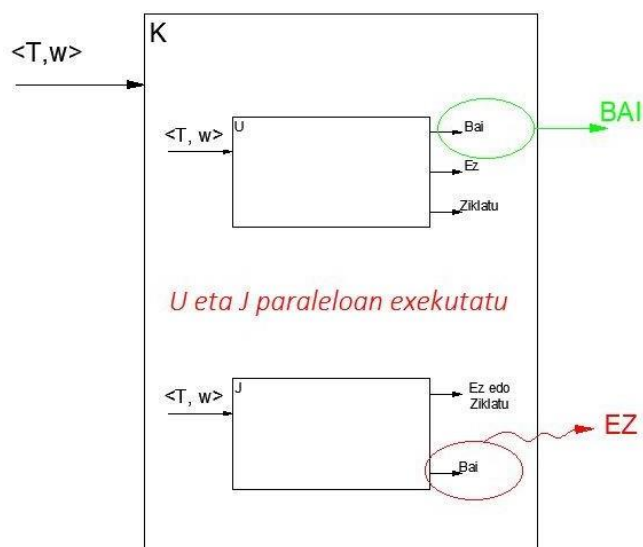 K
<T,w>
U
Bai
BAI
<T, w>
Ez
Ziklatu
U eta J paraleloan exekutatu
J
<T, w>
Ez edo
Ziklatu
EZ
Bai